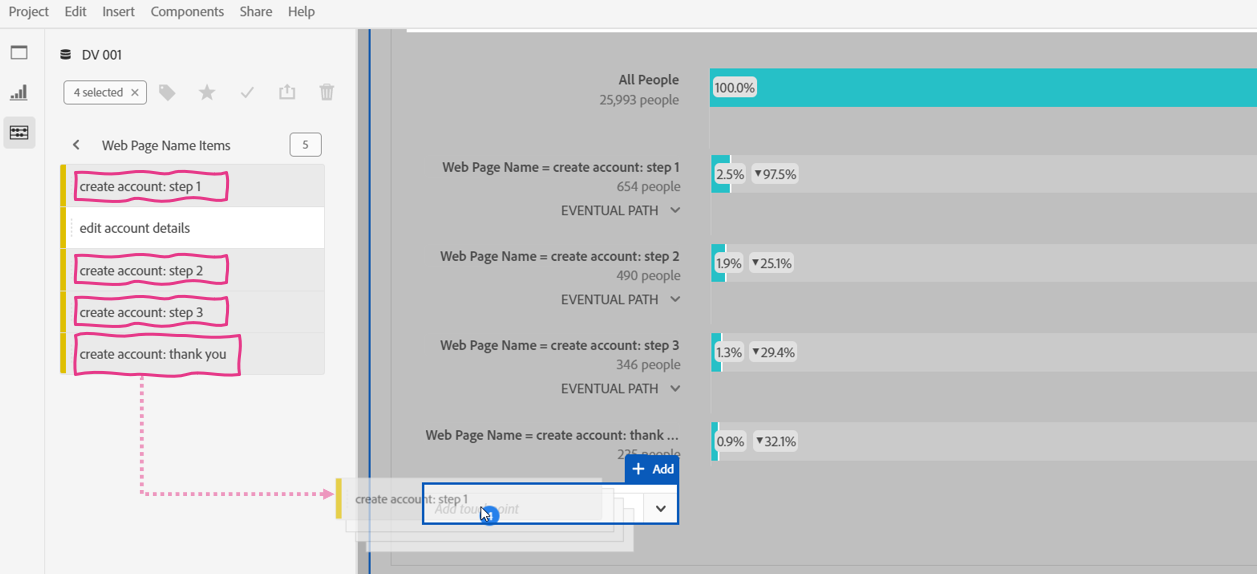 Project Edit Insert Components Share Help
DV 001
4 selected ×
Web Page Name Items 5
create account: step 1
edit account details
create account: step 2
create account: step 3
create account: thank you
All People
25,993 people
100.0%
Web Page Name = create account: step 1
654 people
EVENTUAL PATH
2.5% ▼97.5%
Web Page Name = create account: step 2
490 people
EVENTUAL PATH
1.9% ▼25.1%
Web Page Name = create account: step 3
346 people
EVENTUAL PATH
1.3% ▼29.4%
Web Page Name = create account: thank ...
235 people
0.9% ▼32.1%
+ Add
create account: step 1
Add touchpoint
4